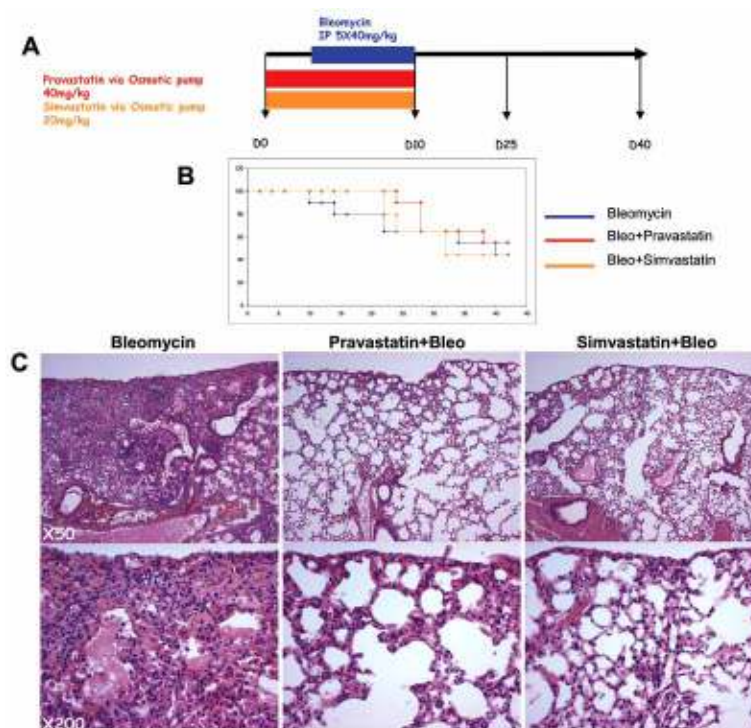 A
Bleomycin
IP 5X40mg/kg
Pravastatin via Osmotic pump
40mg/kg
Simvastatin via Osmotic pump
20mg/kg
D0
D25
D40
B
Bleomycin
Bleo+Pravastatin
Bleo+Simvastatin
C
Bleomycin
Pravastatin+Bleo
Simvastatin+Bleo
X50
X200